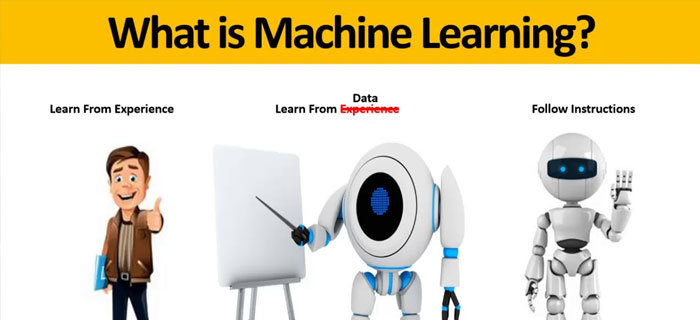 What is Machine Learning?
Learn From Experience
Data
Learn From Experience
Follow Instructions